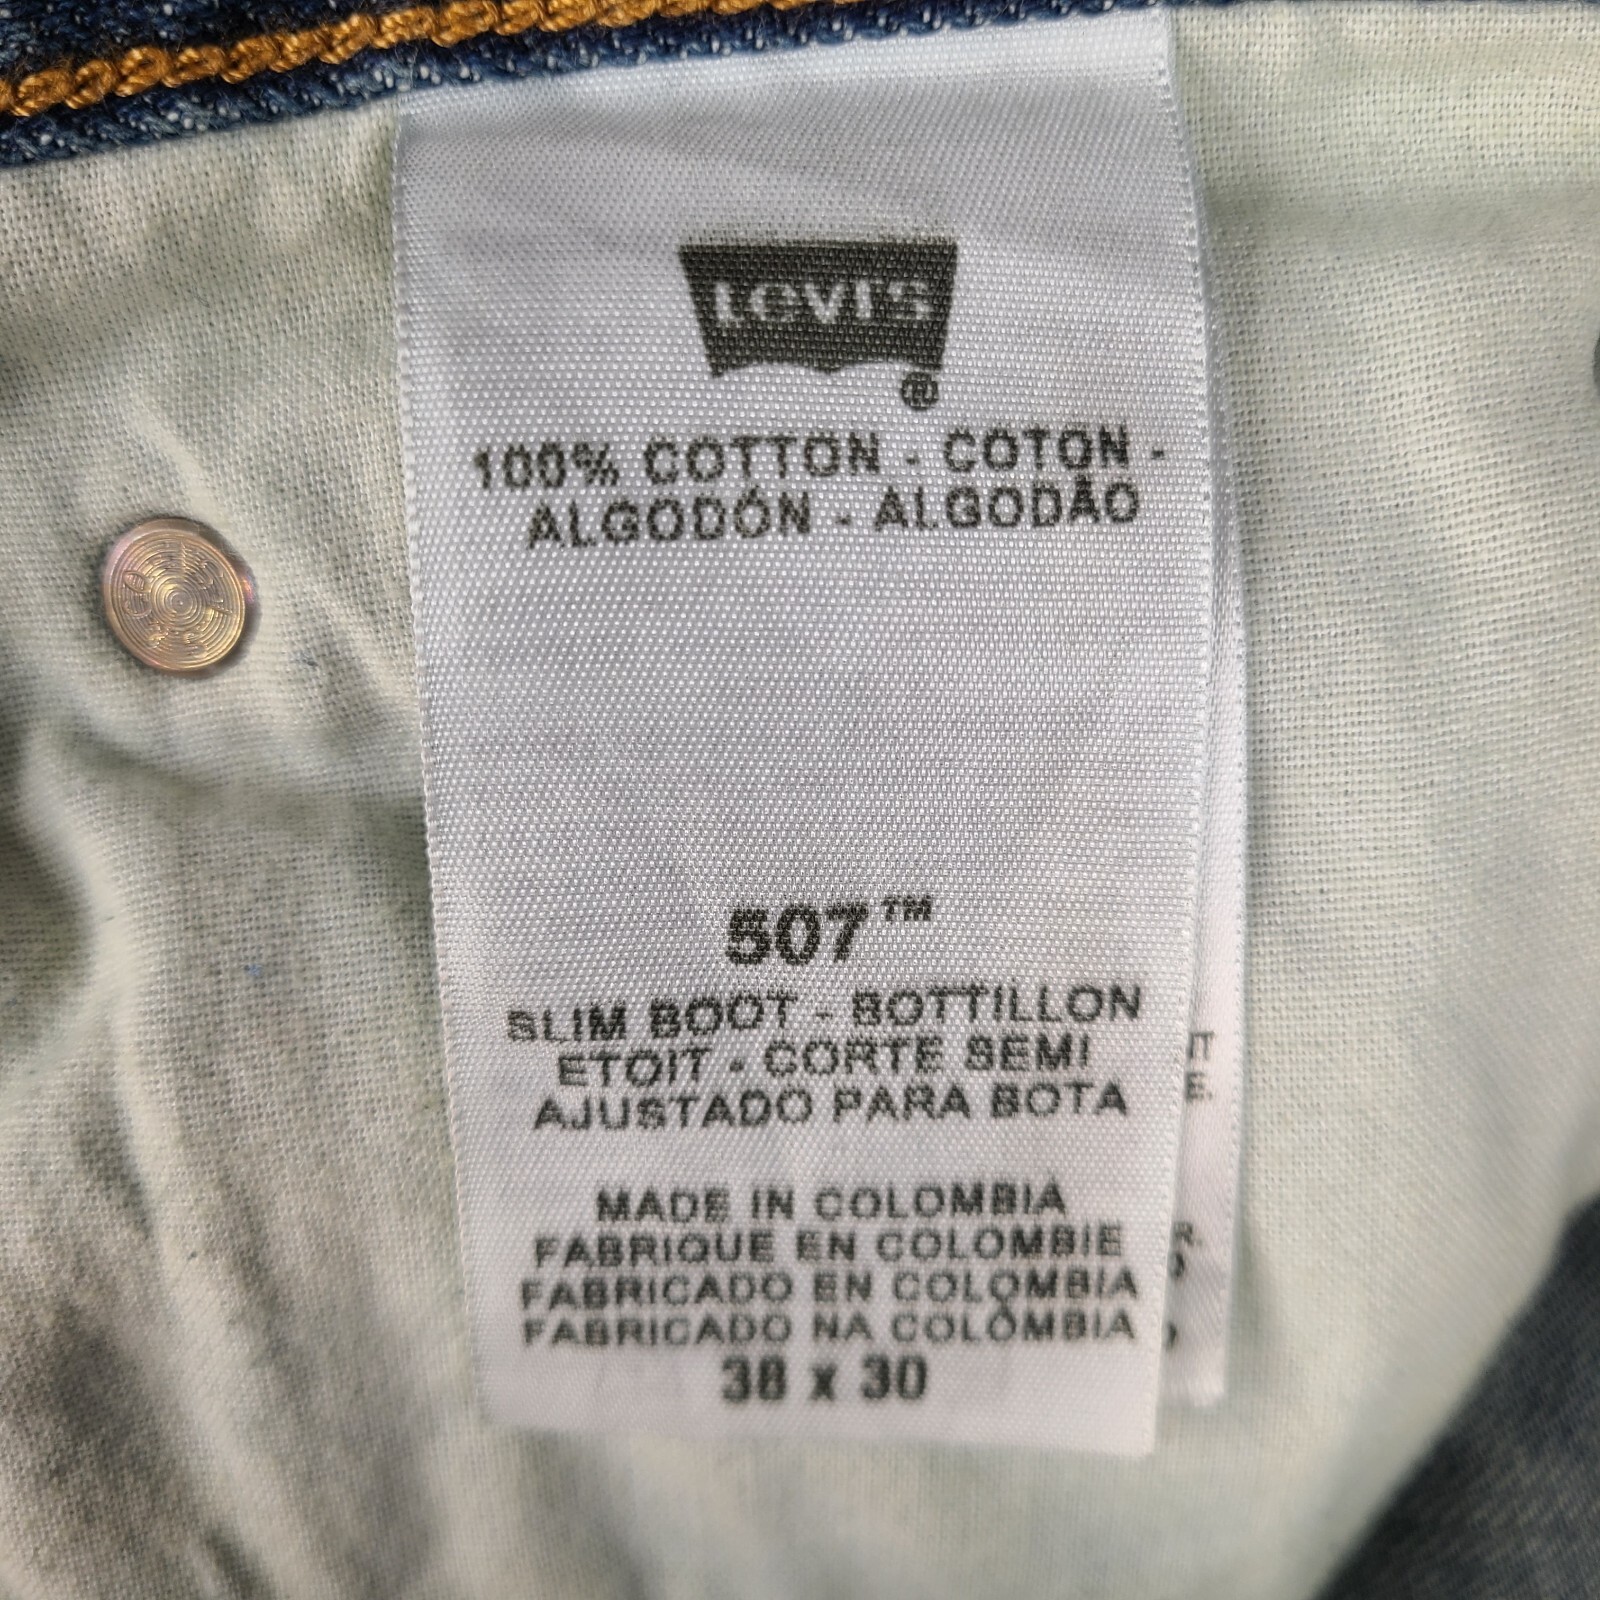 Levi's
®
100% COTTON - COTON -
ALGODÓN - ALGODÃO
507™
SLIM BOOT - BOTTILLON
ETOIT - CORTE SEMI
AJUSTADO PARA BOTA
MADE IN COLOMBIA
FABRIQUE EN COLOMBIE
FABRICADO EN COLOMBIA
FABRICADO NA COLÔMBIA
38 x 30